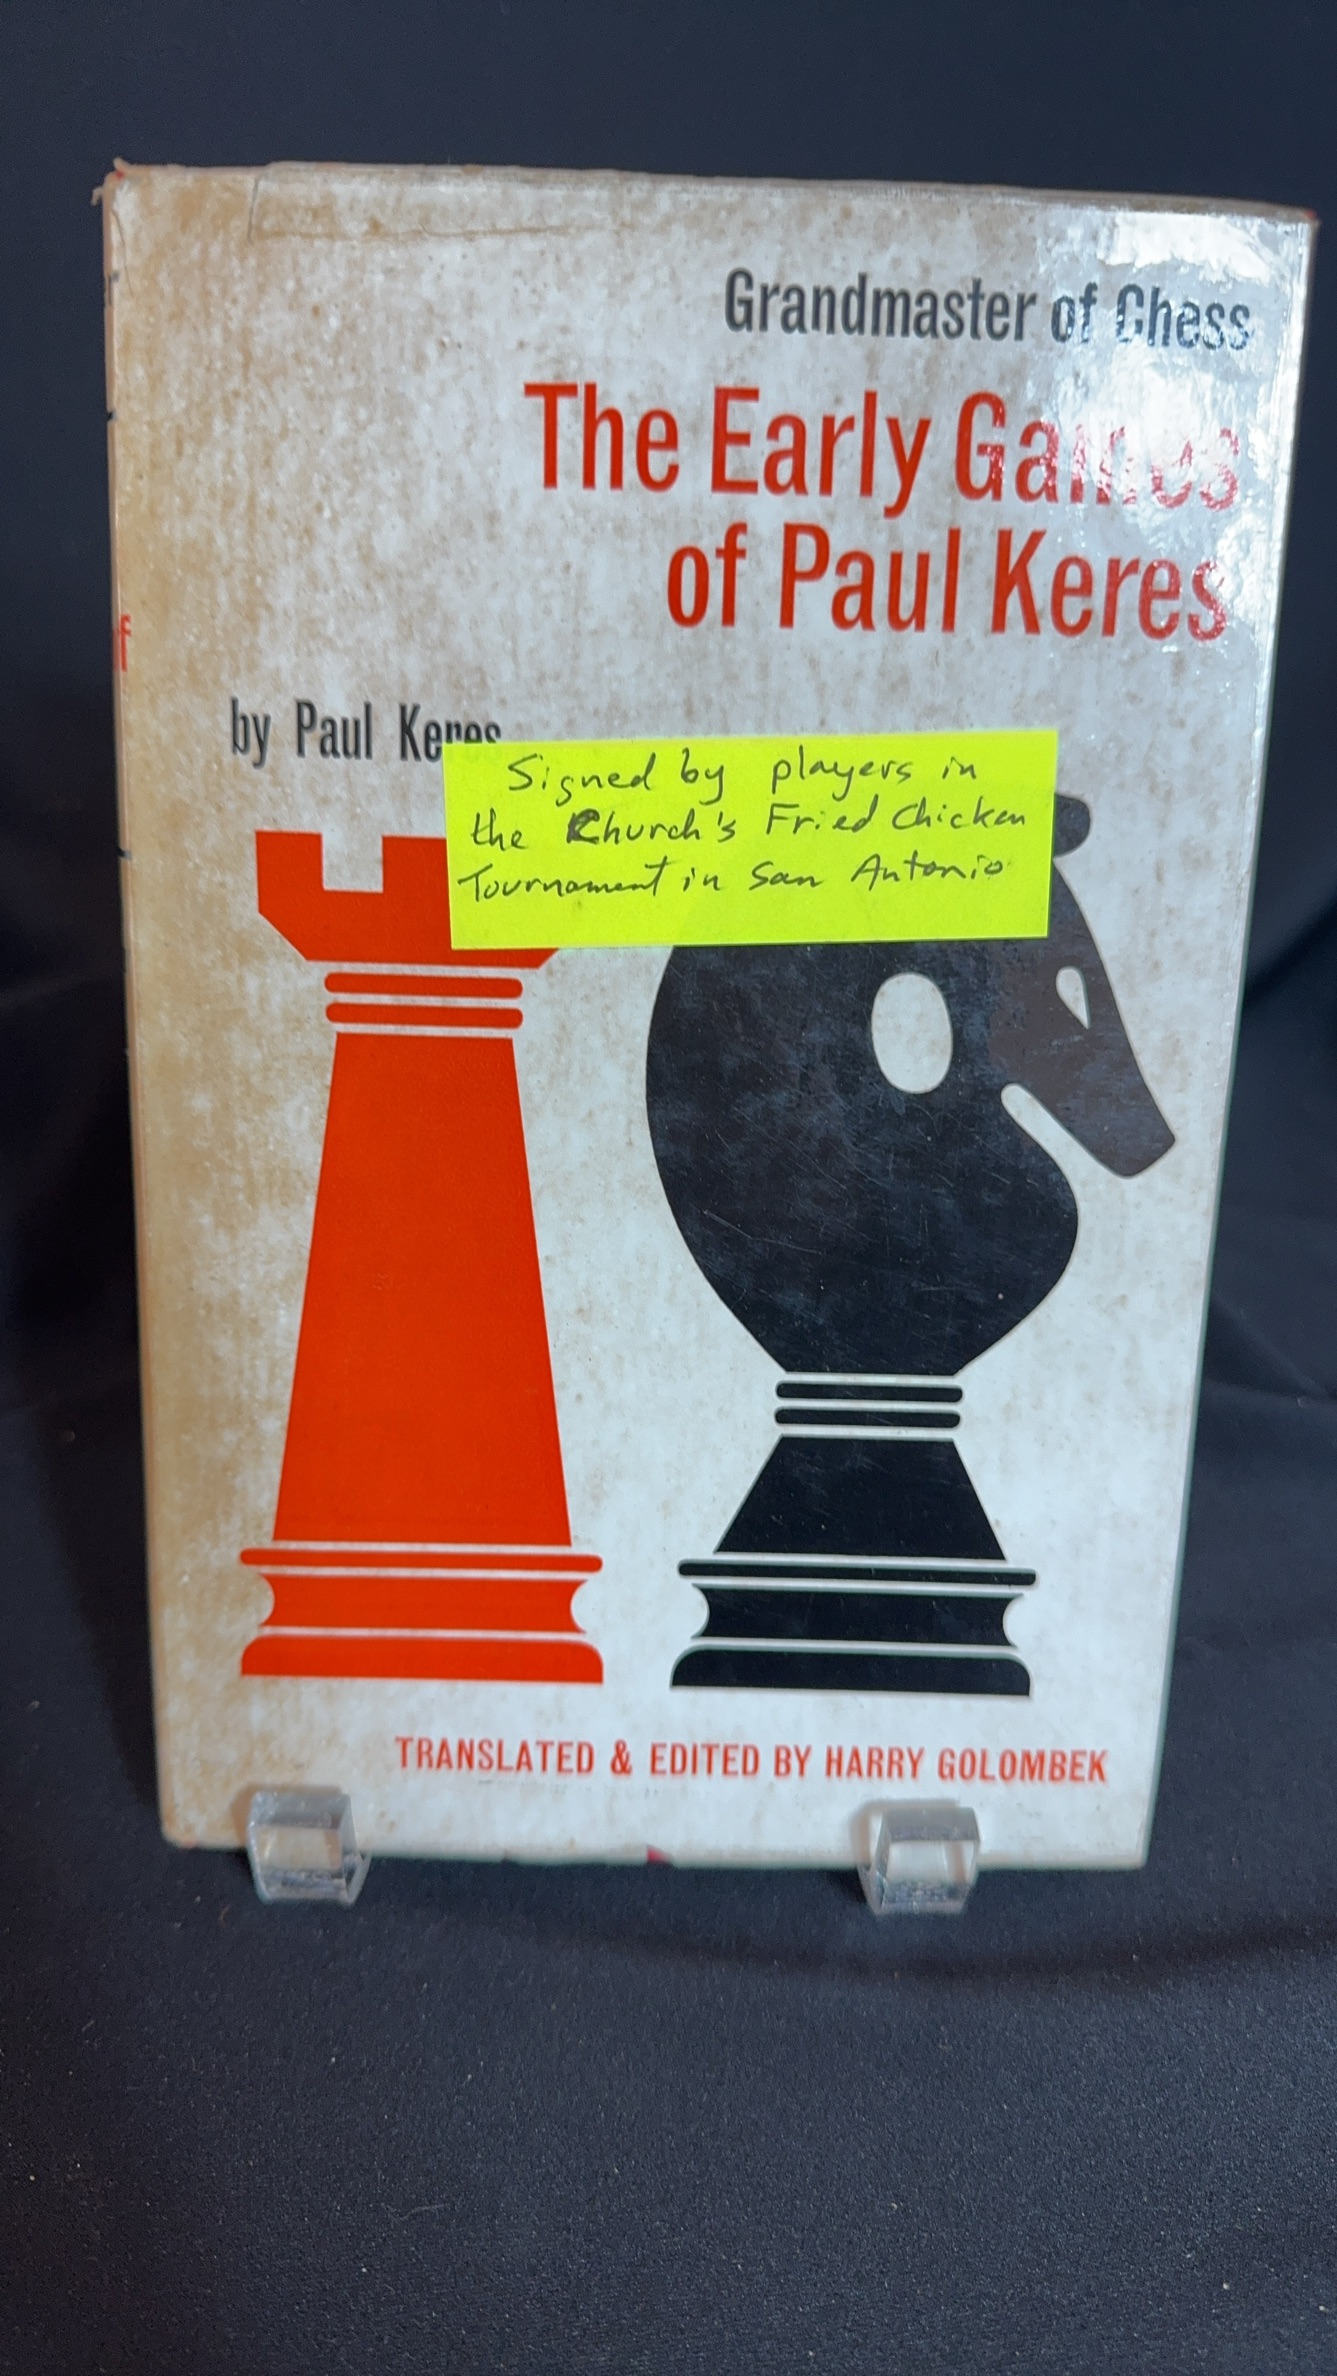 Grandmaster of Chess
The Early Games
of Paul Keres
by Paul Keres
Signed by players in
the Church's Fried Chicken
Tournament in San Antonio
TRANSLATED & EDITED BY HARRY GOLOMBEK
f